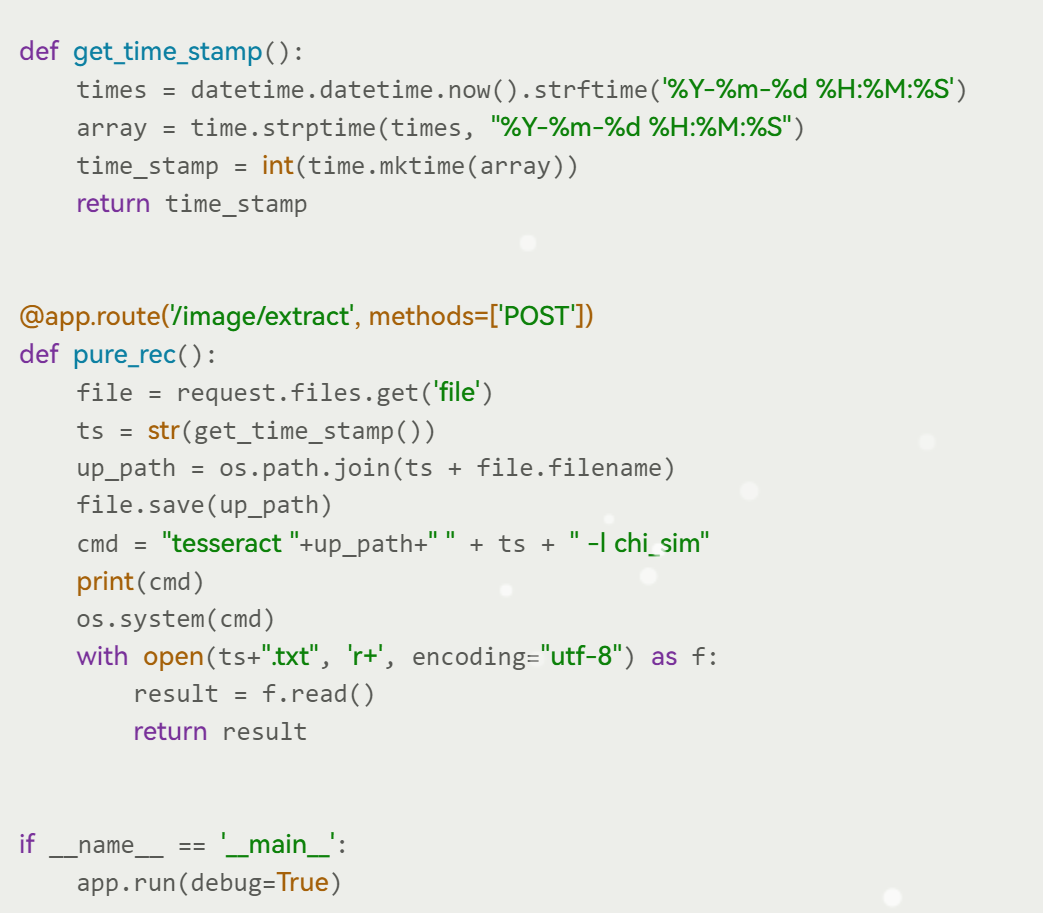 def get_time_stamp():
    times = datetime.datetime.now().strftime('%Y-%m-%d %H:%M:%S')
    array = time.strptime(times, "%Y-%m-%d %H:%M:%S")
    time_stamp = int(time.mktime(array))
    return time_stamp
@app.route('/image/extract', methods=['POST'])
def pure_rec():
    file = request.files.get('file')
    ts = str(get_time_stamp())
    up_path = os.path.join(ts + file.filename)
    file.save(up_path)
    cmd = "tesseract "+up_path+" " + ts + " -l chi_sim"
    print(cmd)
    os.system(cmd)
    with open(ts+".txt", 'r+', encoding="utf-8") as f:
        result = f.read()
        return result
if __name__ == '__main__':
    app.run(debug=True)